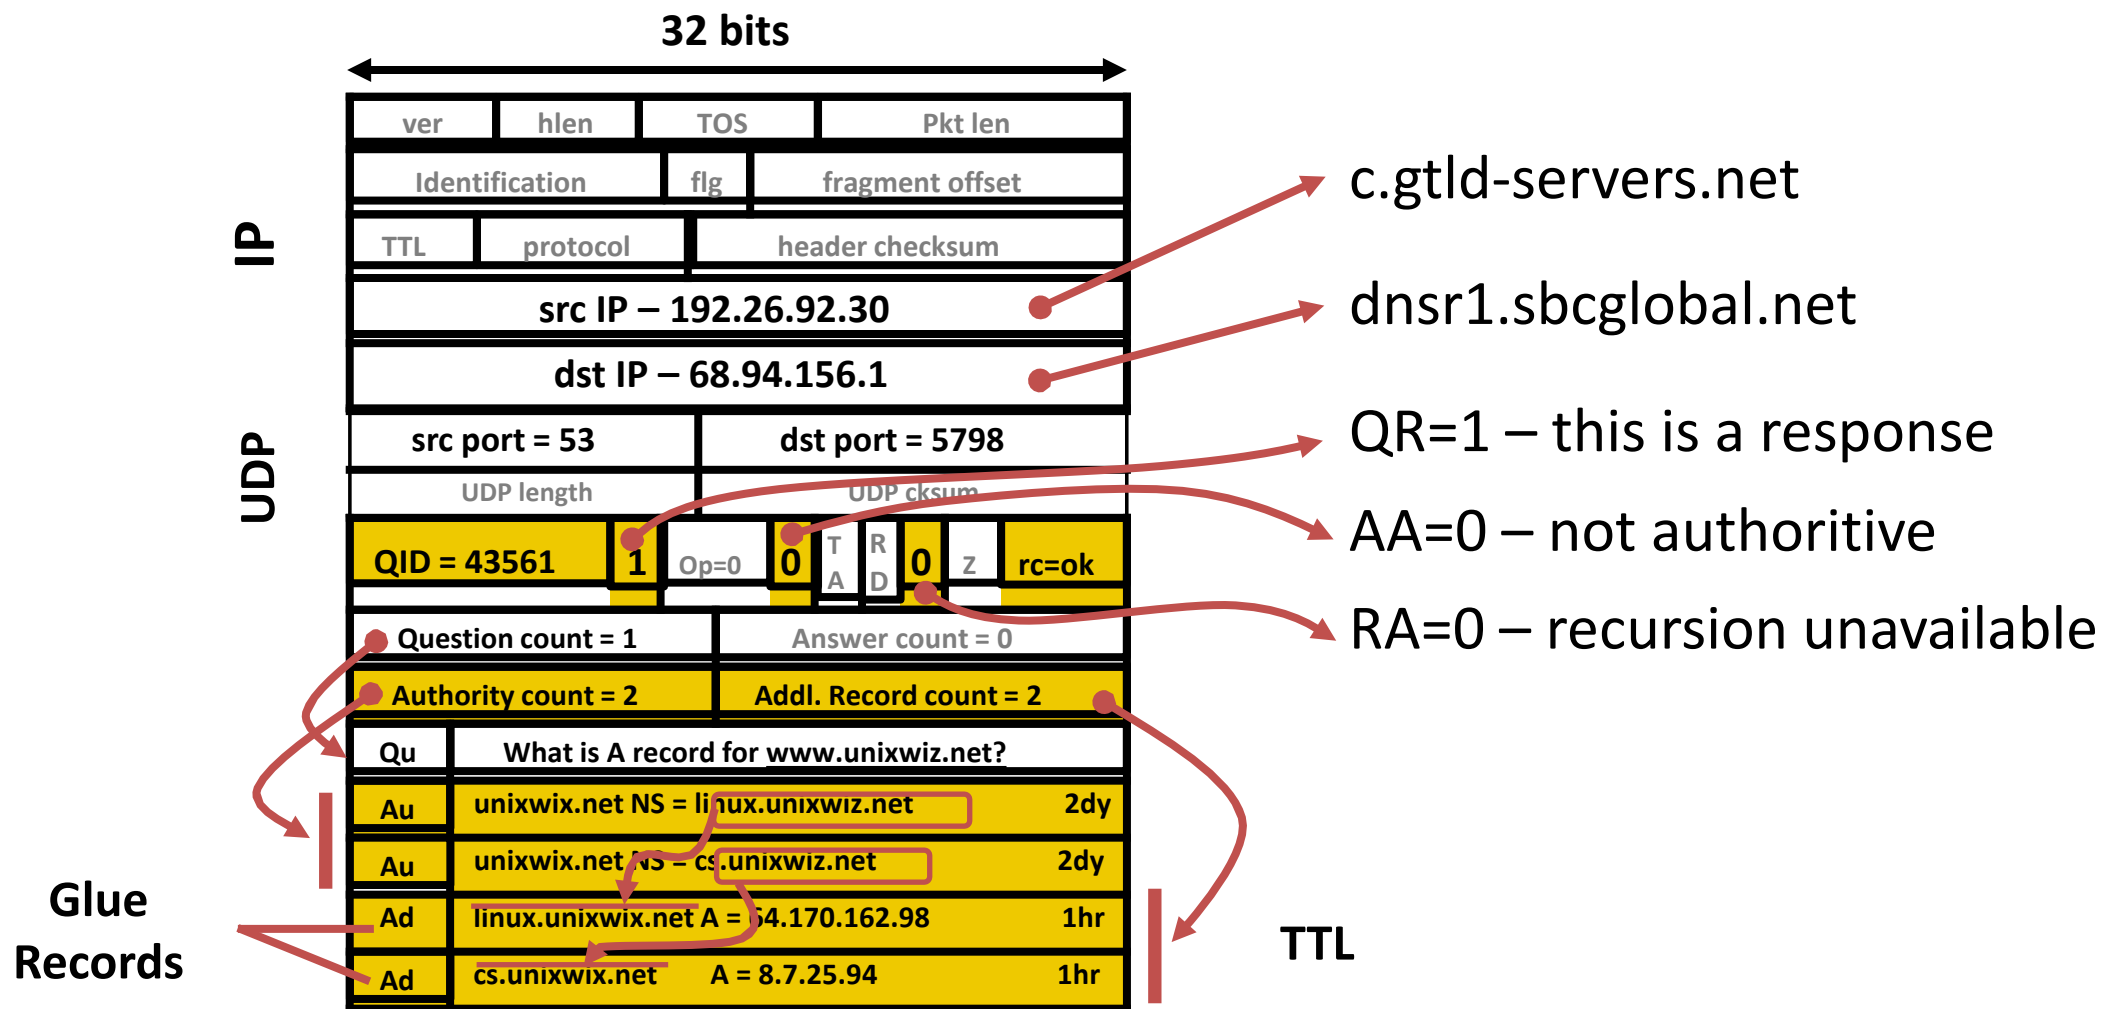 32 bits
ver hlen TOS Pkt len
Identification flg fragment offset
TTL protocol header checksum
IP
src IP – 192.26.92.30
dst IP – 68.94.156.1
c.gtld-servers.net
dnsr1.sbcglobal.net
UDP
src port = 53 dst port = 5798
UDP length UDP cksum
QR=1 – this is a response
QID = 43561 1 Op=0 0 T A R D 0 z rc=ok
AA=0 – not authoritive
RA=0 – recursion unavailable
Question count = 1 Answer count = 0
Authority count = 2 Addl. Record count = 2
Qu What is A record for www.unixwiz.net?
Au unixwix.net NS = linux.unixwiz.net 2dy
Au unixwix.net NS = cs.unixwiz.net 2dy
Ad linux.unixwix.net A = 64.170.162.98 1hr
Ad cs.unixwix.net A = 8.7.25.94 1hr
Glue
Records
TTL